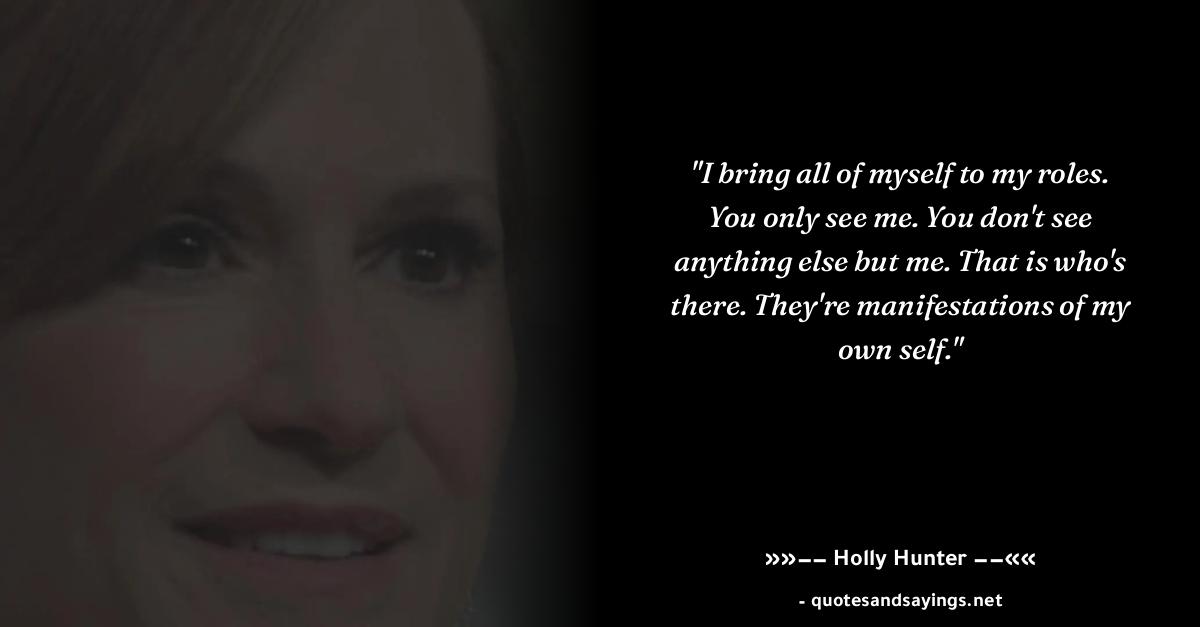 "I bring all of myself to my roles.
You only see me. You don't see
anything else but me. That is who's
there. They're manifestations of my
own self."
»»−− Holly Hunter −−««
- quotesandsayings.net